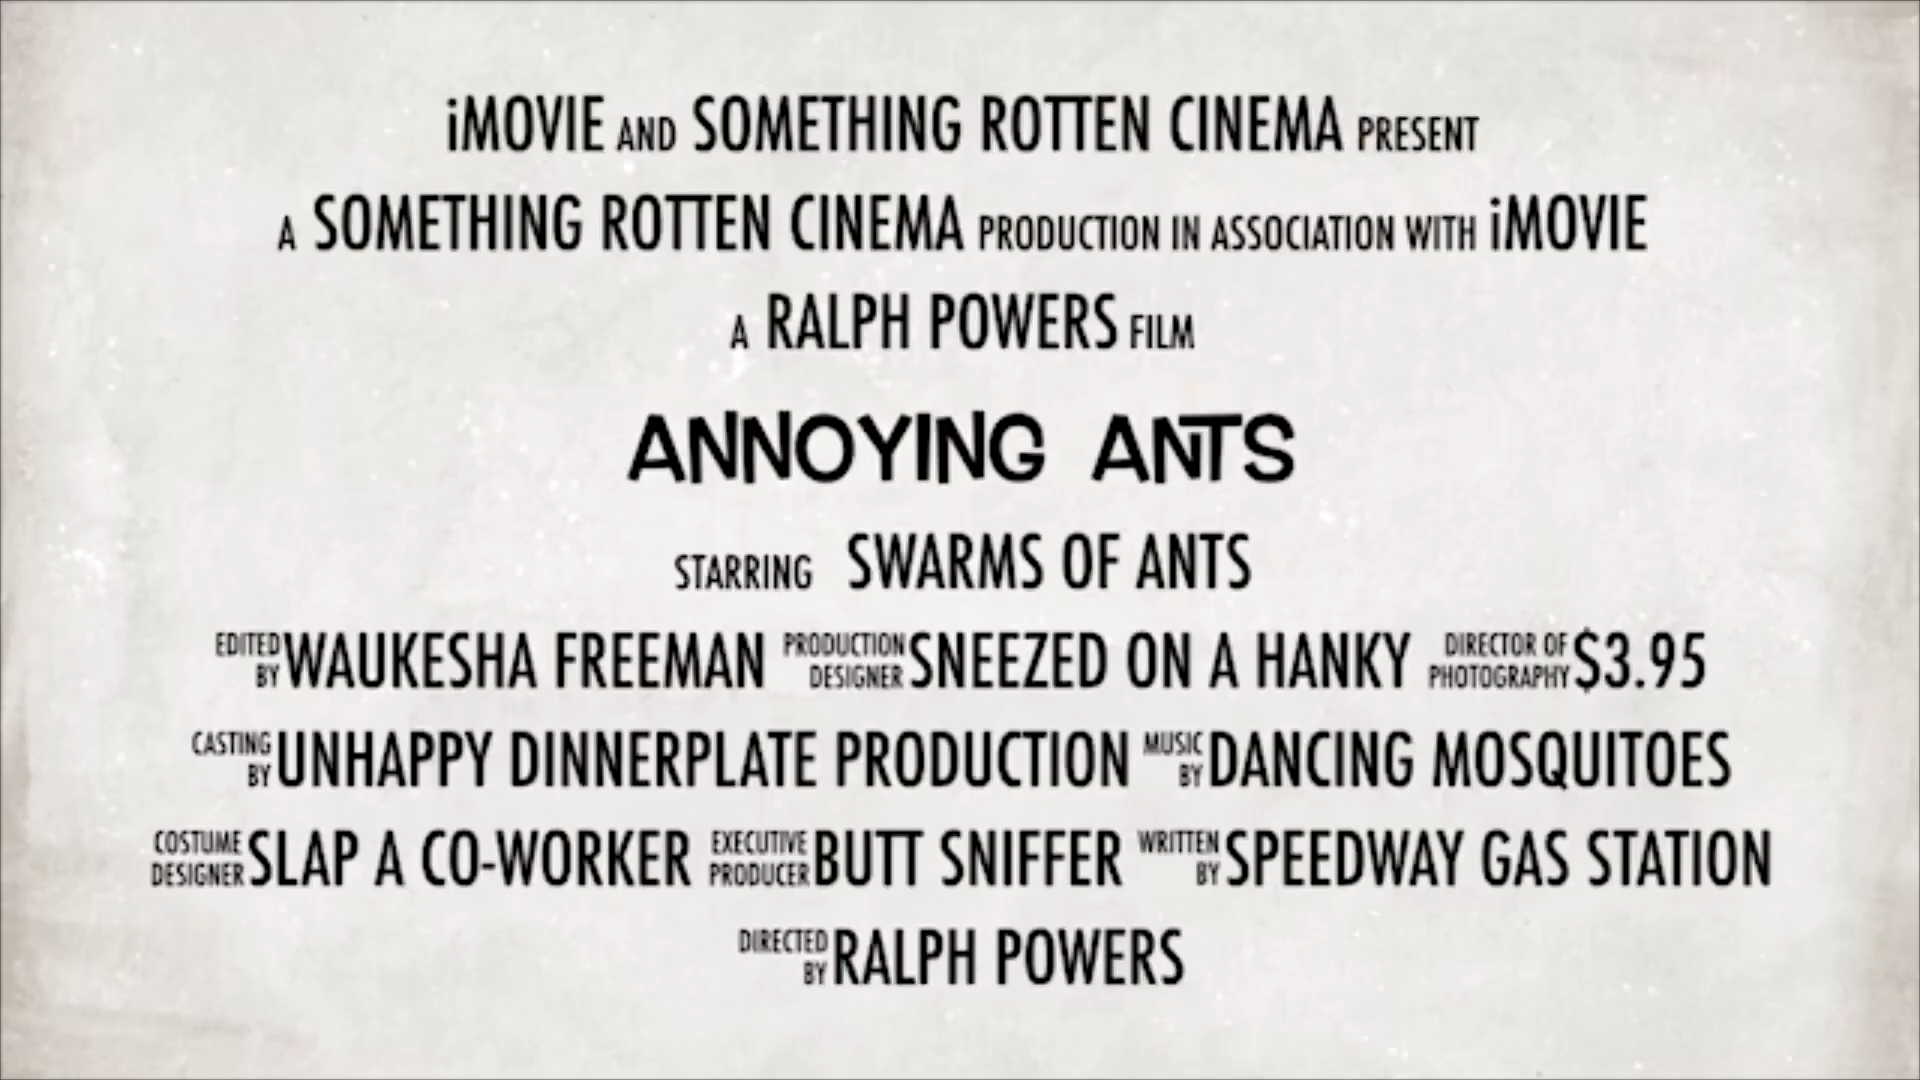 iMOVIE AND SOMETHING ROTTEN CINEMA PRESENT
A SOMETHING ROTTEN CINEMA PRODUCTION IN ASSOCIATION WITH iMOVIE
A RALPH POWERS FILM
ANNOYING ANTS
STARRING SWARMS OF ANTS
EDITED BY WAUKESHA FREEMAN PRODUCTION DESIGNER SNEEZED ON A HANKY DIRECTOR OF PHOTOGRAPHY $3.95
CASTING BY UNHAPPY DINNERPLATE PRODUCTION MUSIC BY DANCING MOSQUITOES
COSTUME DESIGNER SLAP A CO-WORKER EXECUTIVE PRODUCER BUTT SNIFFER WRITTEN BY SPEEDWAY GAS STATION
DIRECTED BY RALPH POWERS